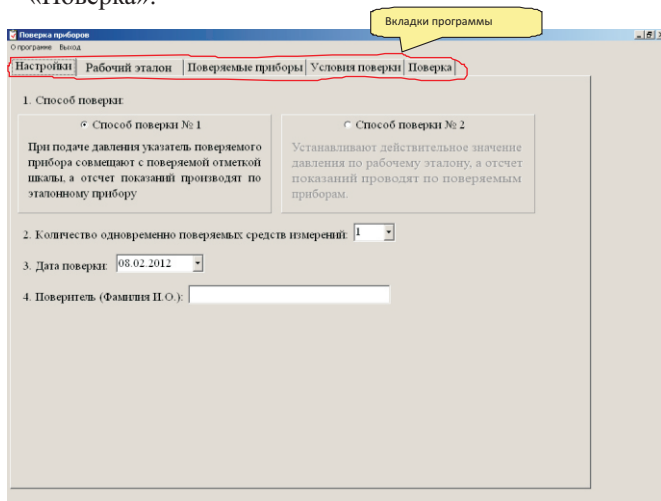 «Поверка».
Вкладки программы
Поверка приборов
О программе Выход
Настройки Рабочий эталон Поверяемые приборы Условия поверки Поверка
1. Способ поверки:
Способ поверки № 1
При подаче давления указатель поверяемого
прибора совмещают с поверяемой отметкой
шкалы, а отсчет показаний производят по
эталонному прибору
Способ поверки № 2
Устанавливают действительное значение
давления по рабочему эталону, а отсчет
показаний проводят по поверяемым
приборам.
2. Количество одновременно поверяемых средств измерений: 1
3. Дата поверки: 08.02.2012
4. Поверитель (Фамилия И.О.):